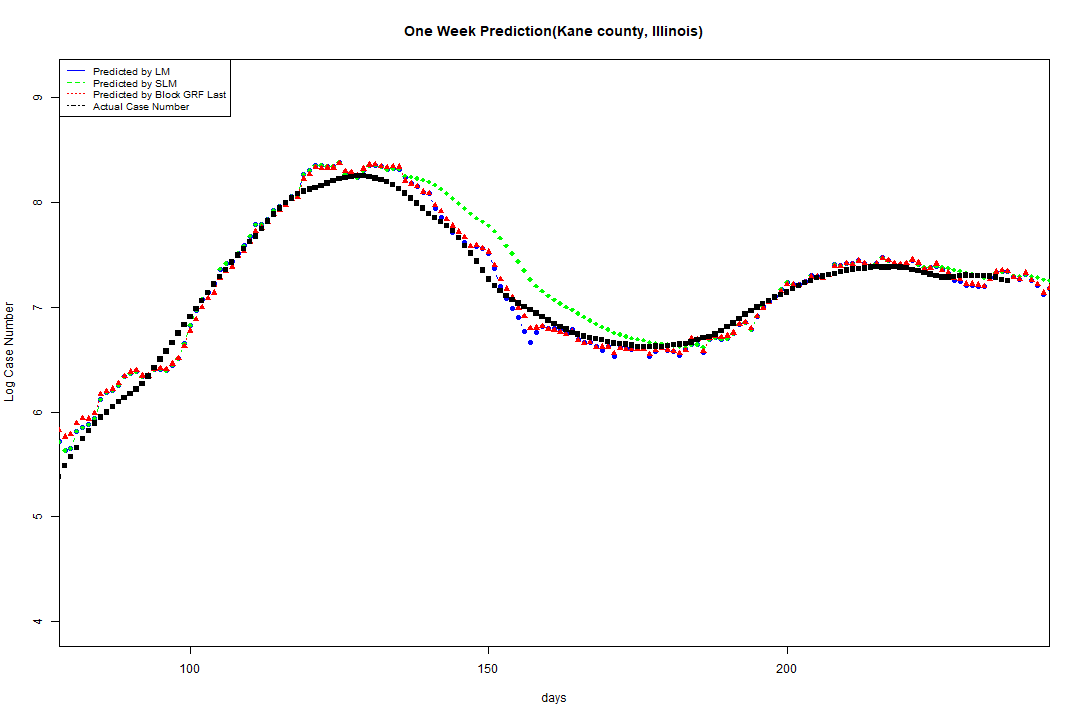 One Week Prediction(Kane county, Illinois)
Predicted by LM
Predicted by SLM
Predicted by Block GRF Last
Actual Case Number
9
8
7
6
5
4
Log Case Number
100 150 200
days